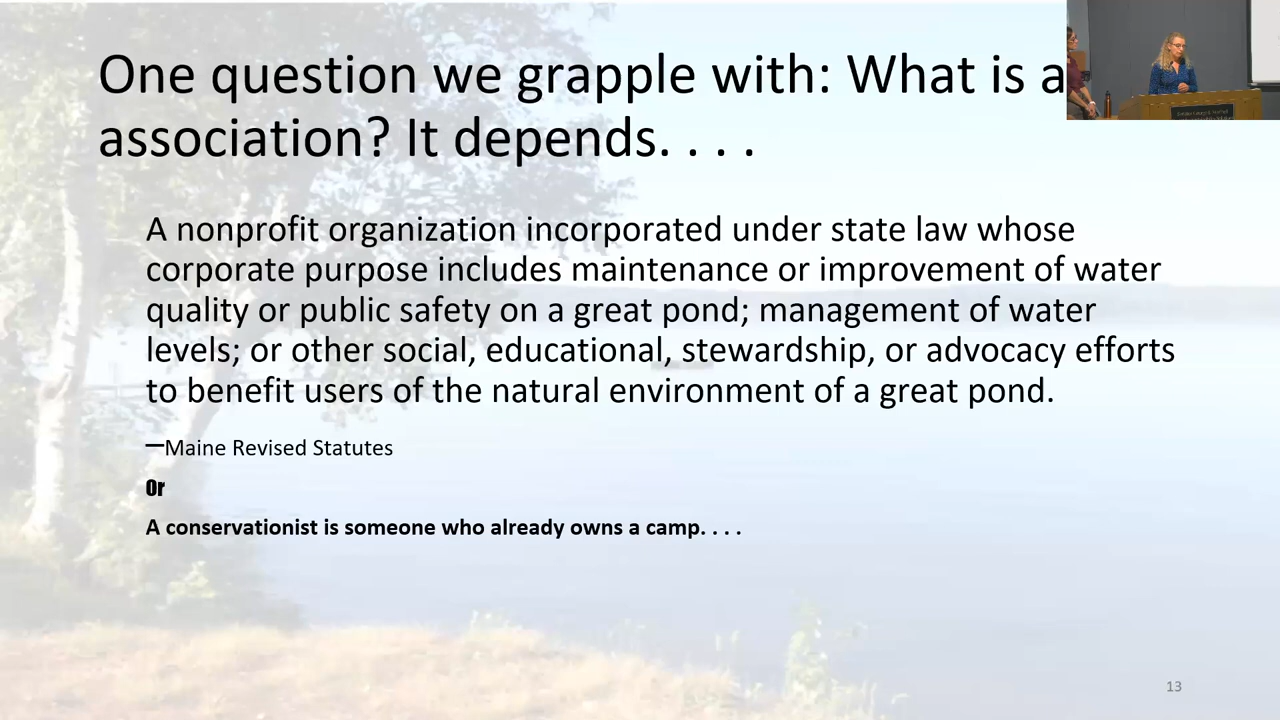 One question we grapple with: What is a
association? It depends. . . .
A nonprofit organization incorporated under state law whose
corporate purpose includes maintenance or improvement of water
quality or public safety on a great pond; management of water
levels; or other social, educational, stewardship, or advocacy efforts
to benefit users of the natural environment of a great pond.
—Maine Revised Statutes
Or
A conservationist is someone who already owns a camp. . . .
13